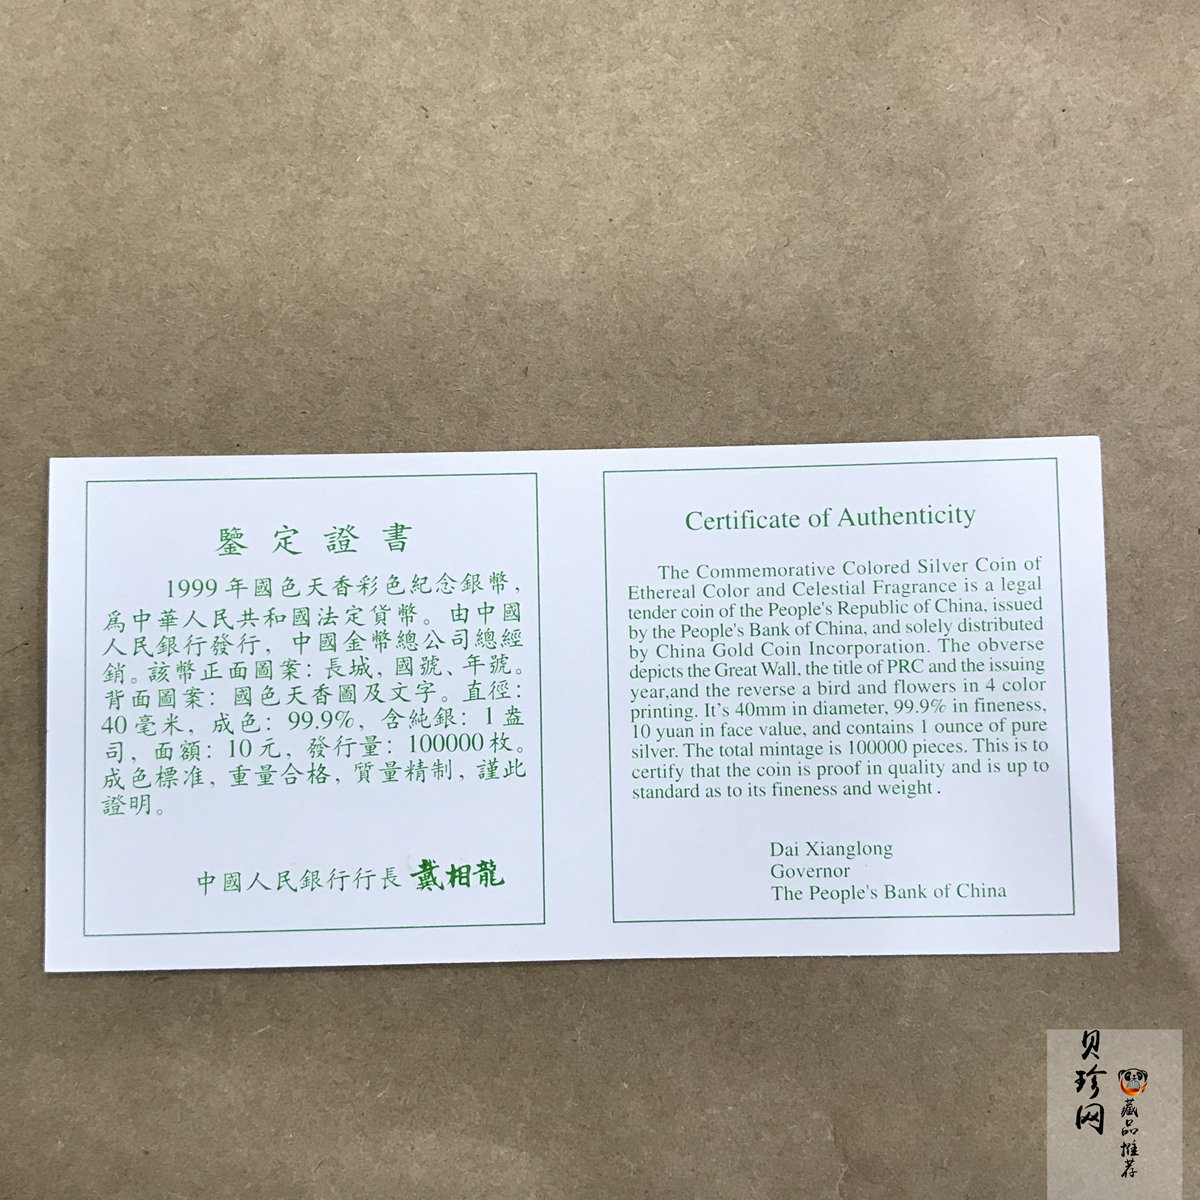 鑒定證書
1999年國色天香彩色紀念銀幣，
爲中華人民共和國法定貨幣。由中國
人民銀行發行，中國金幣總公司總經
銷。該幣正面圖案：長城，國號、年號。
背面圖案：國色天香圖及文字。直徑：
40毫米，成色：99.9%，含純銀：1盎
司，面額：10元，發行量：100000枚。
成色標准，重量合格，質量精制，謹此
證明。
中國人民銀行行長 戴相龍
Certificate of Authenticity
The Commemorative Colored Silver Coin of
Ethereal Color and Celestial Fragrance is a legal
tender coin of the People's Republic of China, issued
by the People's Bank of China, and solely distributed
by China Gold Coin Incorporation. The obverse
depicts the Great Wall, the title of PRC and the issuing
year,and the reverse a bird and flowers in 4 color
printing. It's 40mm in diameter, 99.9% in fineness,
10 yuan in face value, and contains 1 ounce of pure
silver. The total mintage is 100000 pieces. This is to
certify that the coin is proof in quality and is up to
standard as to its fineness and weight .
Dai Xianglong
Governor
The People's Bank of China
贝珍网
藏品推荐